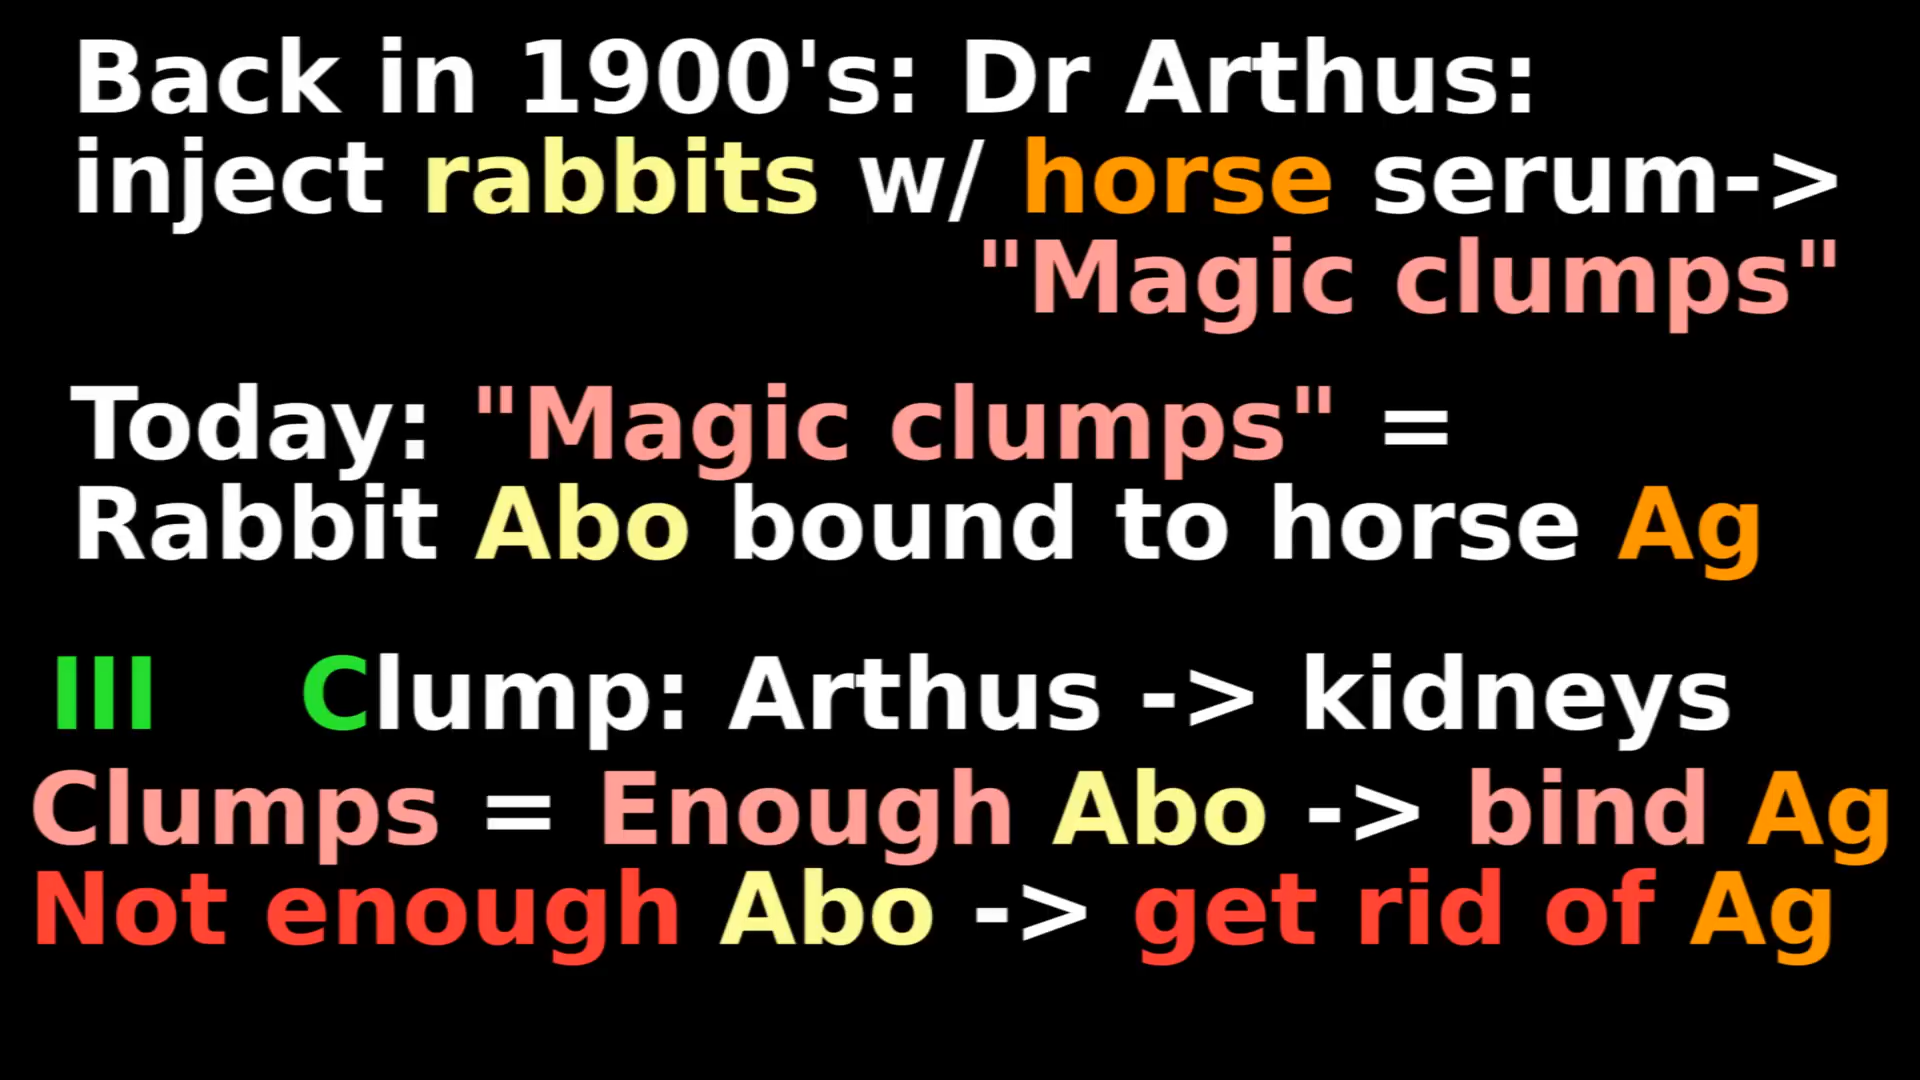 Back in 1900's: Dr Arthus:
inject rabbits w/ horse serum->
"Magic clumps"
Today: "Magic clumps" =
Rabbit Abo bound to horse Ag
III Clump: Arthus -> kidneys
Clumps = Enough Abo -> bind Ag
Not enough Abo -> get rid of Ag